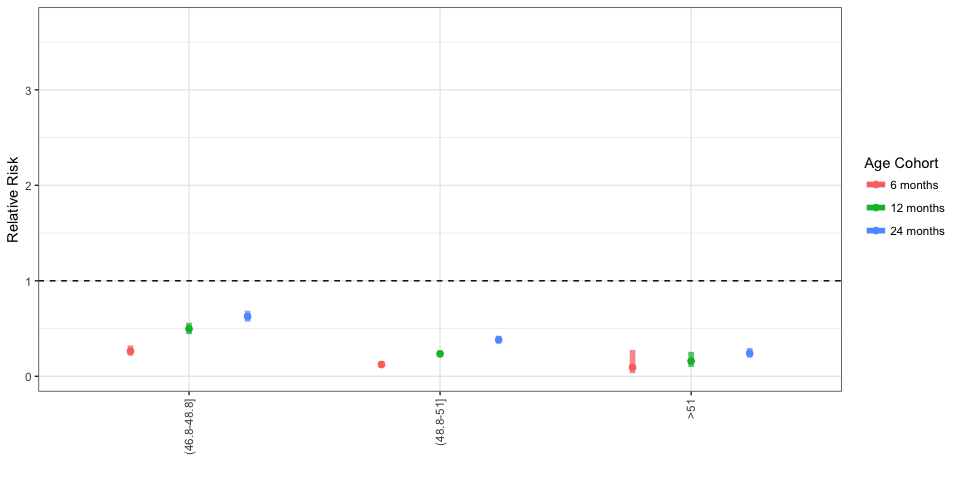 Relative Risk
3
2
1
0
(46.8-48.8]
(48.8-51]
>51
Age Cohort
6 months
12 months
24 months